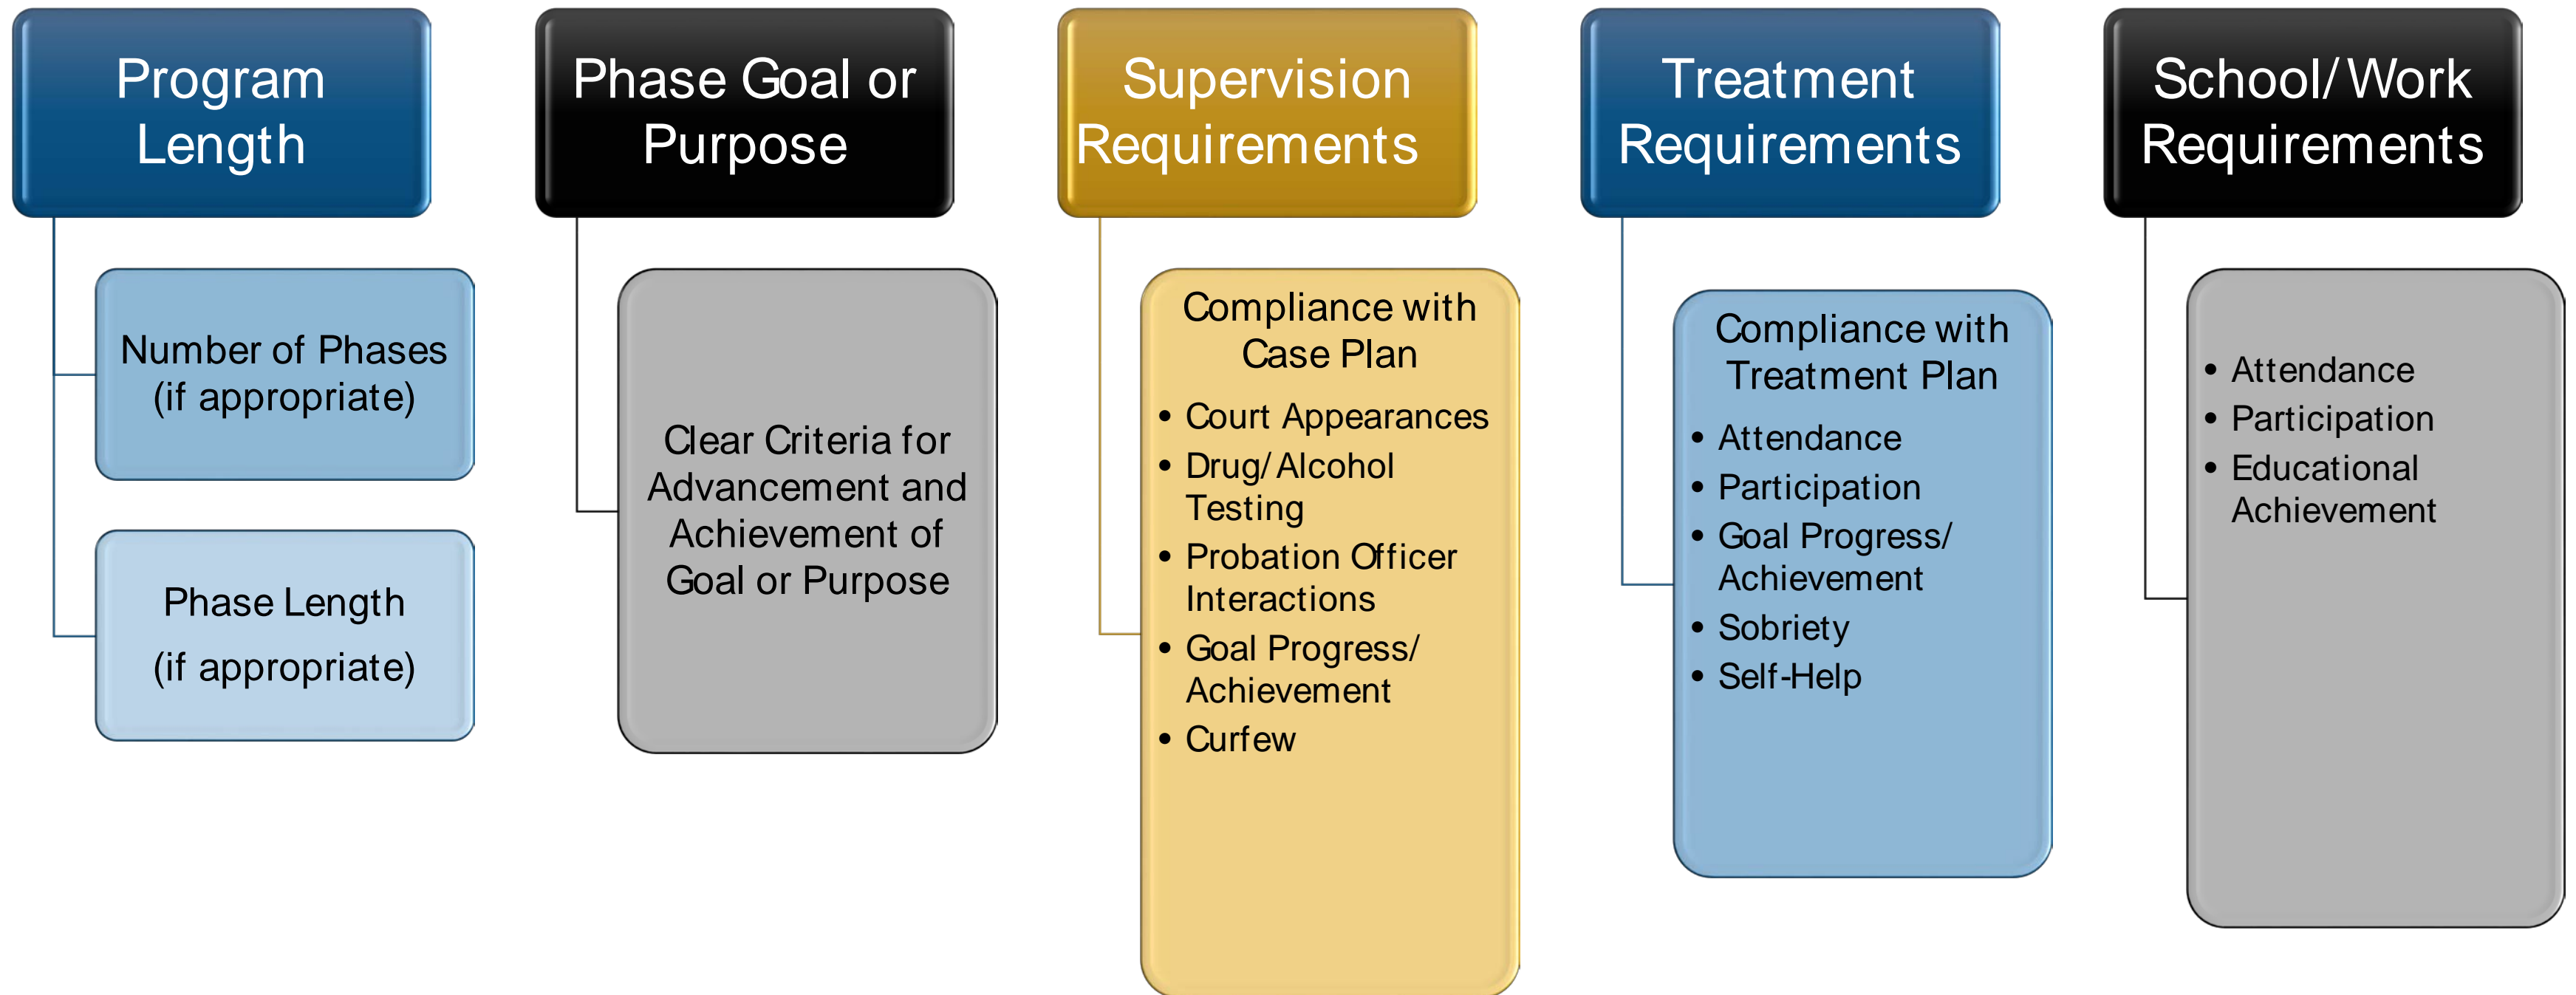 Program
Length
Number of Phases
(if appropriate)
Phase Length
(if appropriate)
Phase Goal or
Purpose
Clear Criteria for
Advancement and
Achievement of
Goal or Purpose
Supervision
Requirements
Compliance with
Case Plan
• Court Appearances
• Drug/Alcohol
Testing
• Probation Officer
Interactions
• Goal Progress/
Achievement
• Curfew
Treatment
Requirements
Compliance with
Treatment Plan
• Attendance
• Participation
• Goal Progress/
Achievement
• Sobriety
• Self-Help
School/Work
Requirements
• Attendance
• Participation
• Educational
Achievement